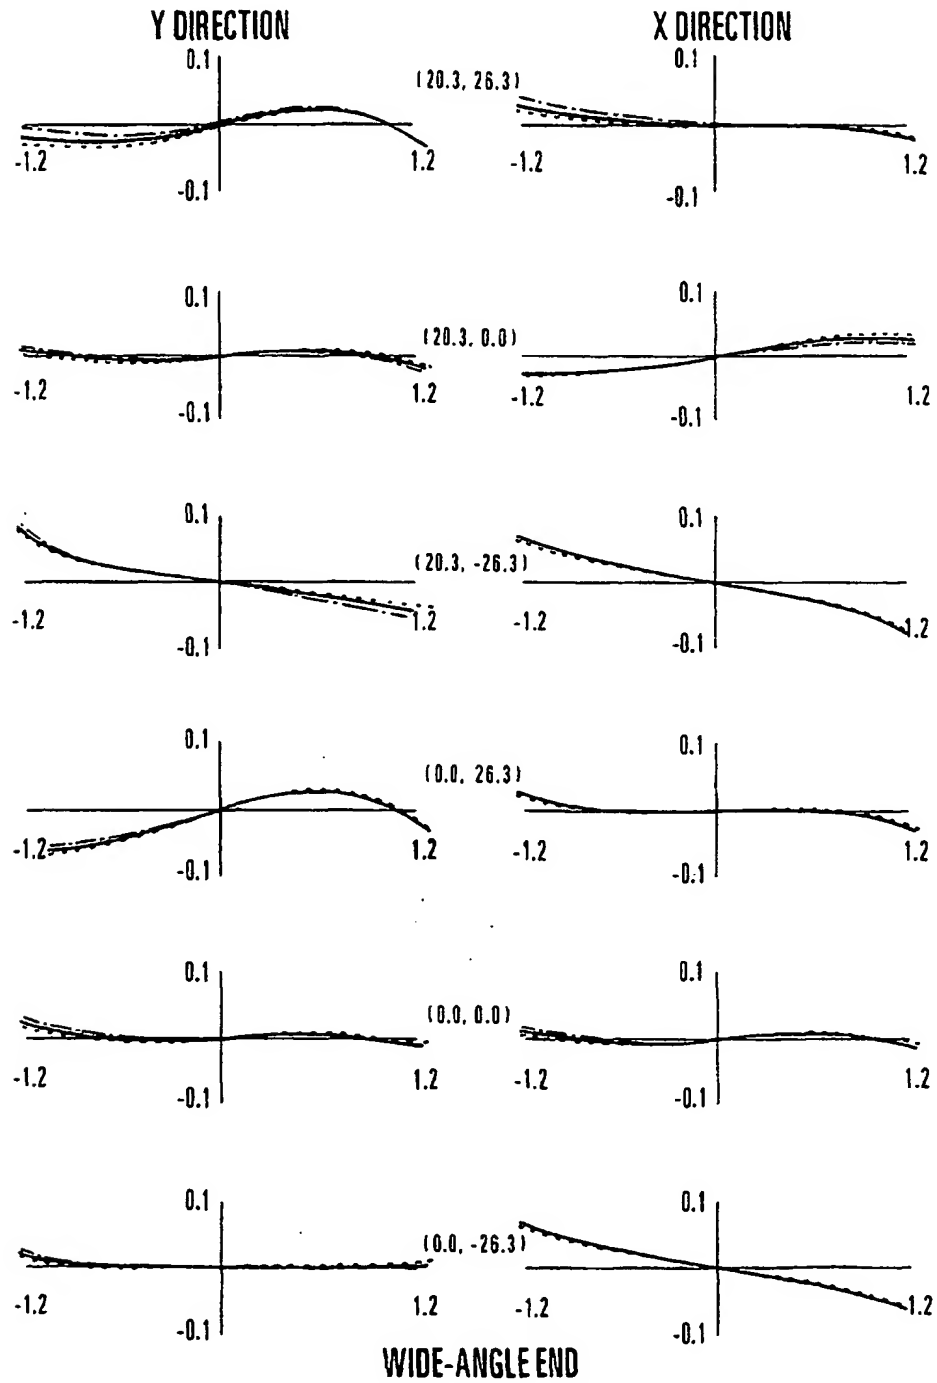 Y DIRECTION X DIRECTION
0.1 (20.3, 26.3) 0.1
-1.2 1.2 -1.2 1.2
-0.1 -0.1
0.1 (20.3, 0.0) 0.1
-1.2 1.2 -1.2 1.2
-0.1 -0.1
0.1 (20.3, -26.3) 0.1
-1.2 1.2 -1.2 1.2
-0.1 -0.1
0.1 (0.0, 26.3) 0.1
-1.2 1.2 -1.2 1.2
-0.1 -0.1
0.1 (0.0, 0.0) 0.1
-1.2 1.2 -1.2 1.2
-0.1 -0.1
0.1 (0.0, -26.3) 0.1
-1.2 1.2 -1.2 1.2
-0.1 -0.1
WIDE-ANGLE END